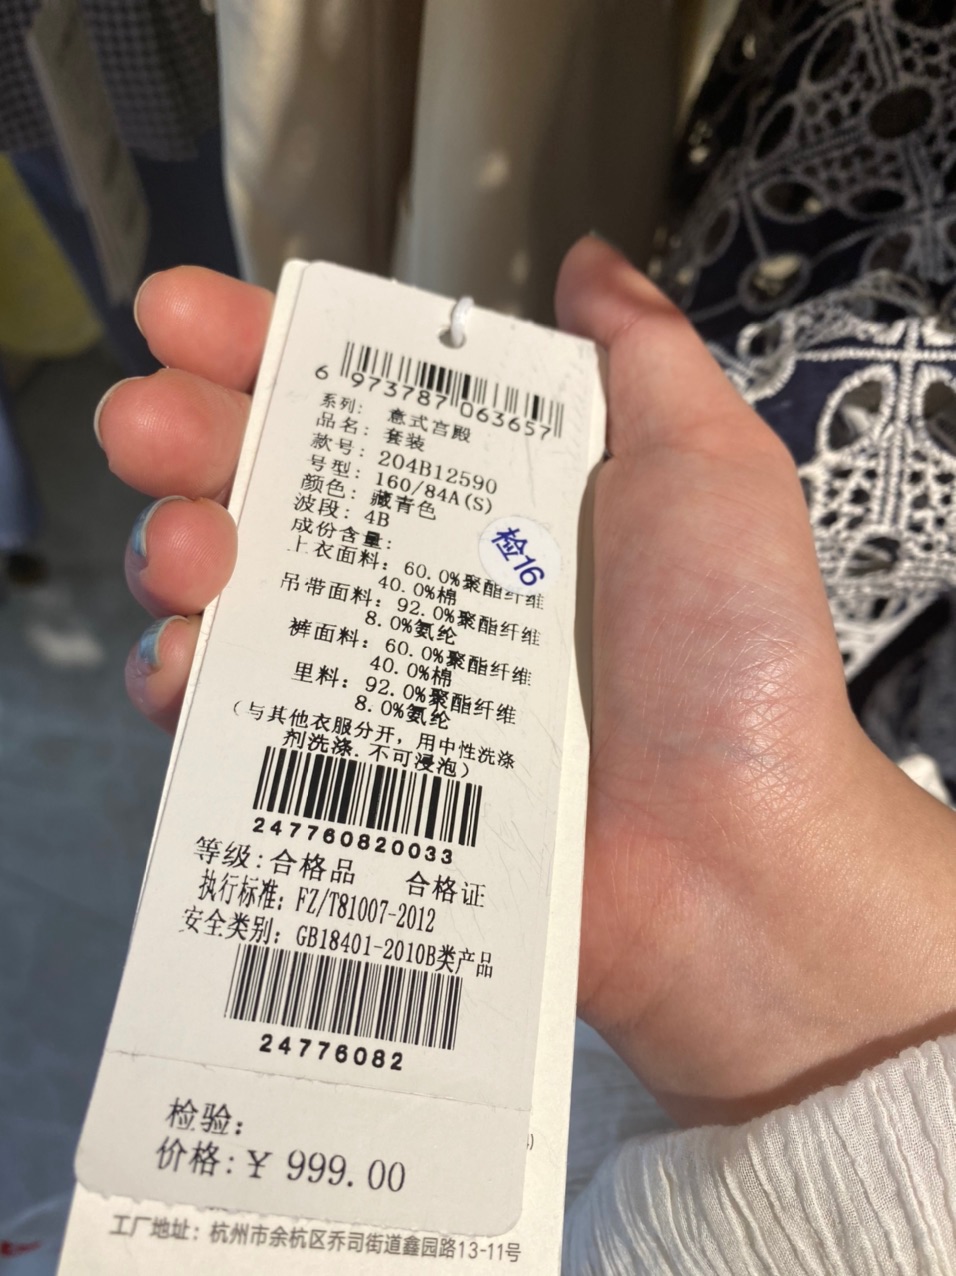 6 973787 063657
系列：意式宫殿
品名：套装
款号：204B12590
号型：160/84A(S)
颜色：藏青色
波段：4B
成份含量：
上衣面料：60.0%聚酯纤维
40.0%棉
吊带面料：92.0%聚酯纤维
8.0%氨纶
裤面料：60.0%聚酯纤维
40.0%棉
里料：92.0%聚酯纤维
8.0%氨纶
（与其他衣服分开，用中性洗涤
剂洗涤.不可浸泡）
检16
247760820033
等级：合格品 合格证
执行标准：FZ/T81007-2012
安全类别：GB18401-2010B类产品
24776082
检验：
价格：¥ 999.00
工厂地址：杭州市余杭区乔司街道鑫园路13-11号